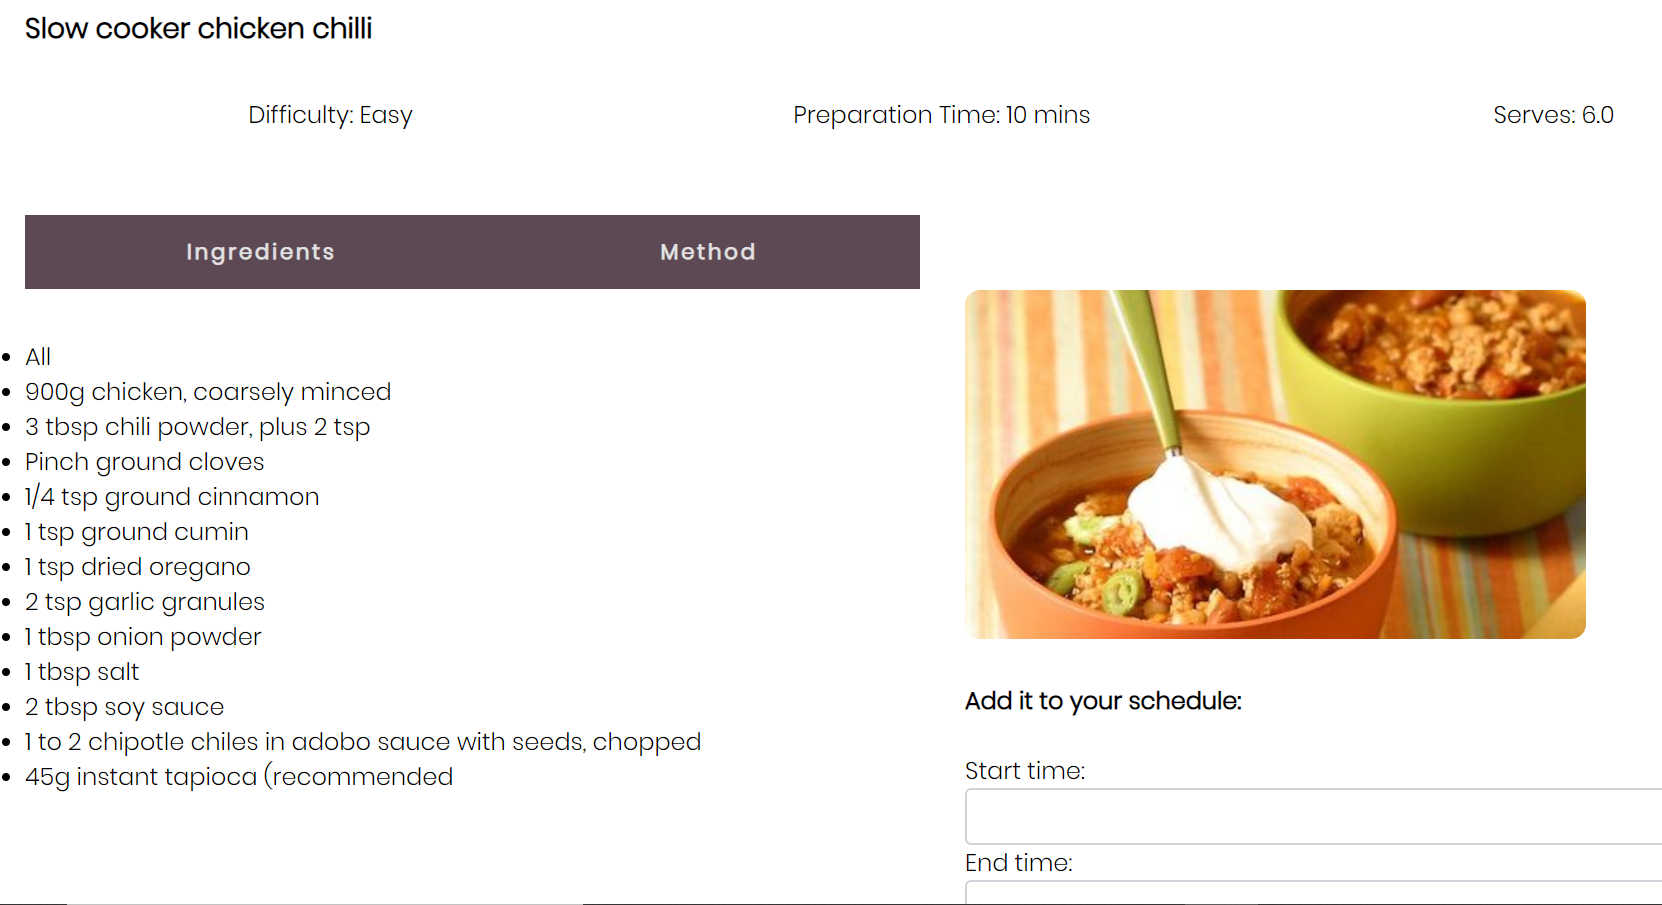 Slow cooker chicken chilli
Difficulty: Easy
Preparation Time: 10 mins
Serves: 6.0
Ingredients
Method
All
900g chicken, coarsely minced
3 tbsp chili powder, plus 2 tsp
Pinch ground cloves
1/4 tsp ground cinnamon
1 tsp ground cumin
1 tsp dried oregano
2 tsp garlic granules
1 tbsp onion powder
1 tbsp salt
2 tbsp soy sauce
1 to 2 chipotle chiles in adobo sauce with seeds, chopped
45g instant tapioca (recommended
Add it to your schedule:
Start time:
End time: